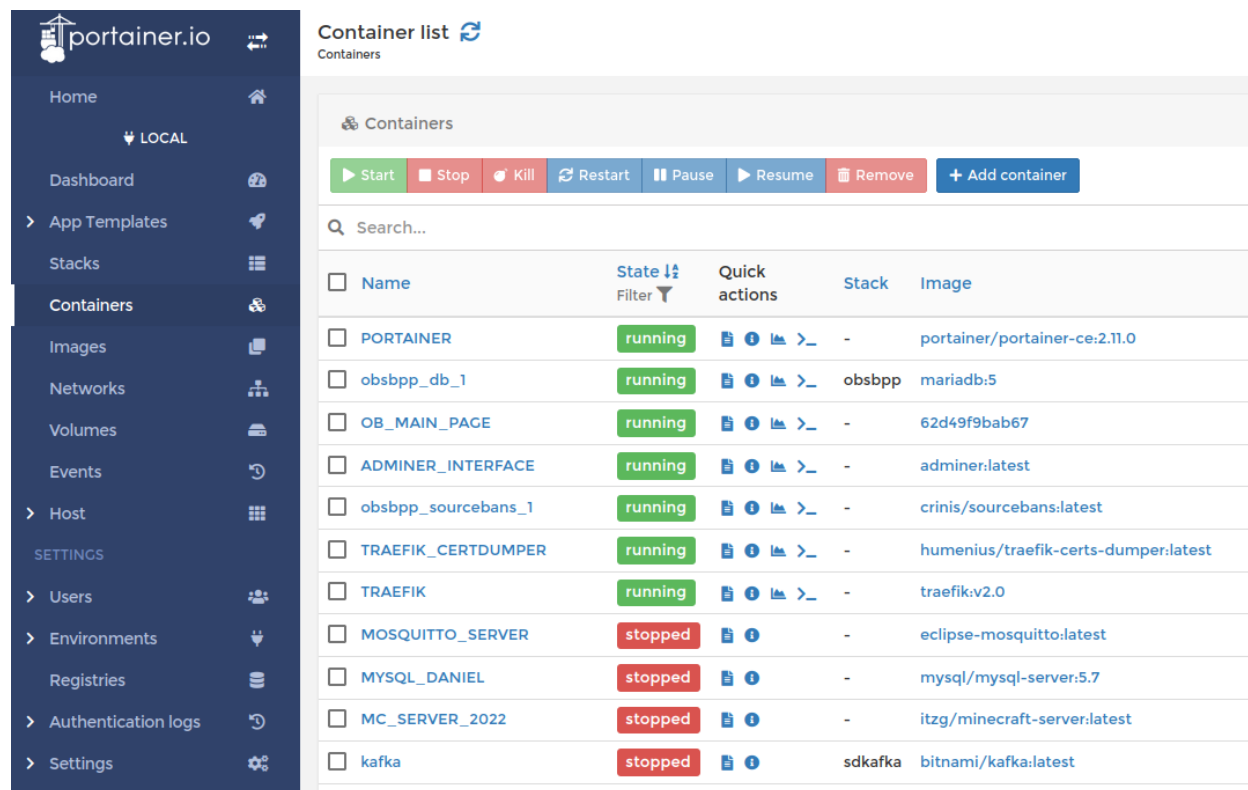 portainer.io
Home
LOCAL
Dashboard
App Templates
Stacks
Containers
Images
Networks
Volumes
Events
Host
SETTINGS
Users
Environments
Registries
Authentication logs
Settings
Container list
Containers
Containers
Start Stop Kill Restart Pause Resume Remove + Add container
Search...
Name State Filter Quick actions Stack Image
PORTAINER running - portainer/portainer-ce:2.11.0
obsbpp_db_1 running obsbpp mariadb:5
OB_MAIN_PAGE running - 62d49f9bab67
ADMINER_INTERFACE running - adminer:latest
obsbpp_sourcebans_1 running - crinis/sourcebans:latest
TRAEFIK_CERTDUMPER running - humenius/traefik-certs-dumper:latest
TRAEFIK running - traefik:v2.0
MOSQUITTO_SERVER stopped - eclipse-mosquitto:latest
MYSQL_DANIEL stopped - mysql/mysql-server:5.7
MC_SERVER_2022 stopped - itzg/minecraft-server:latest
kafka stopped sdkafka bitnami/kafka:latest